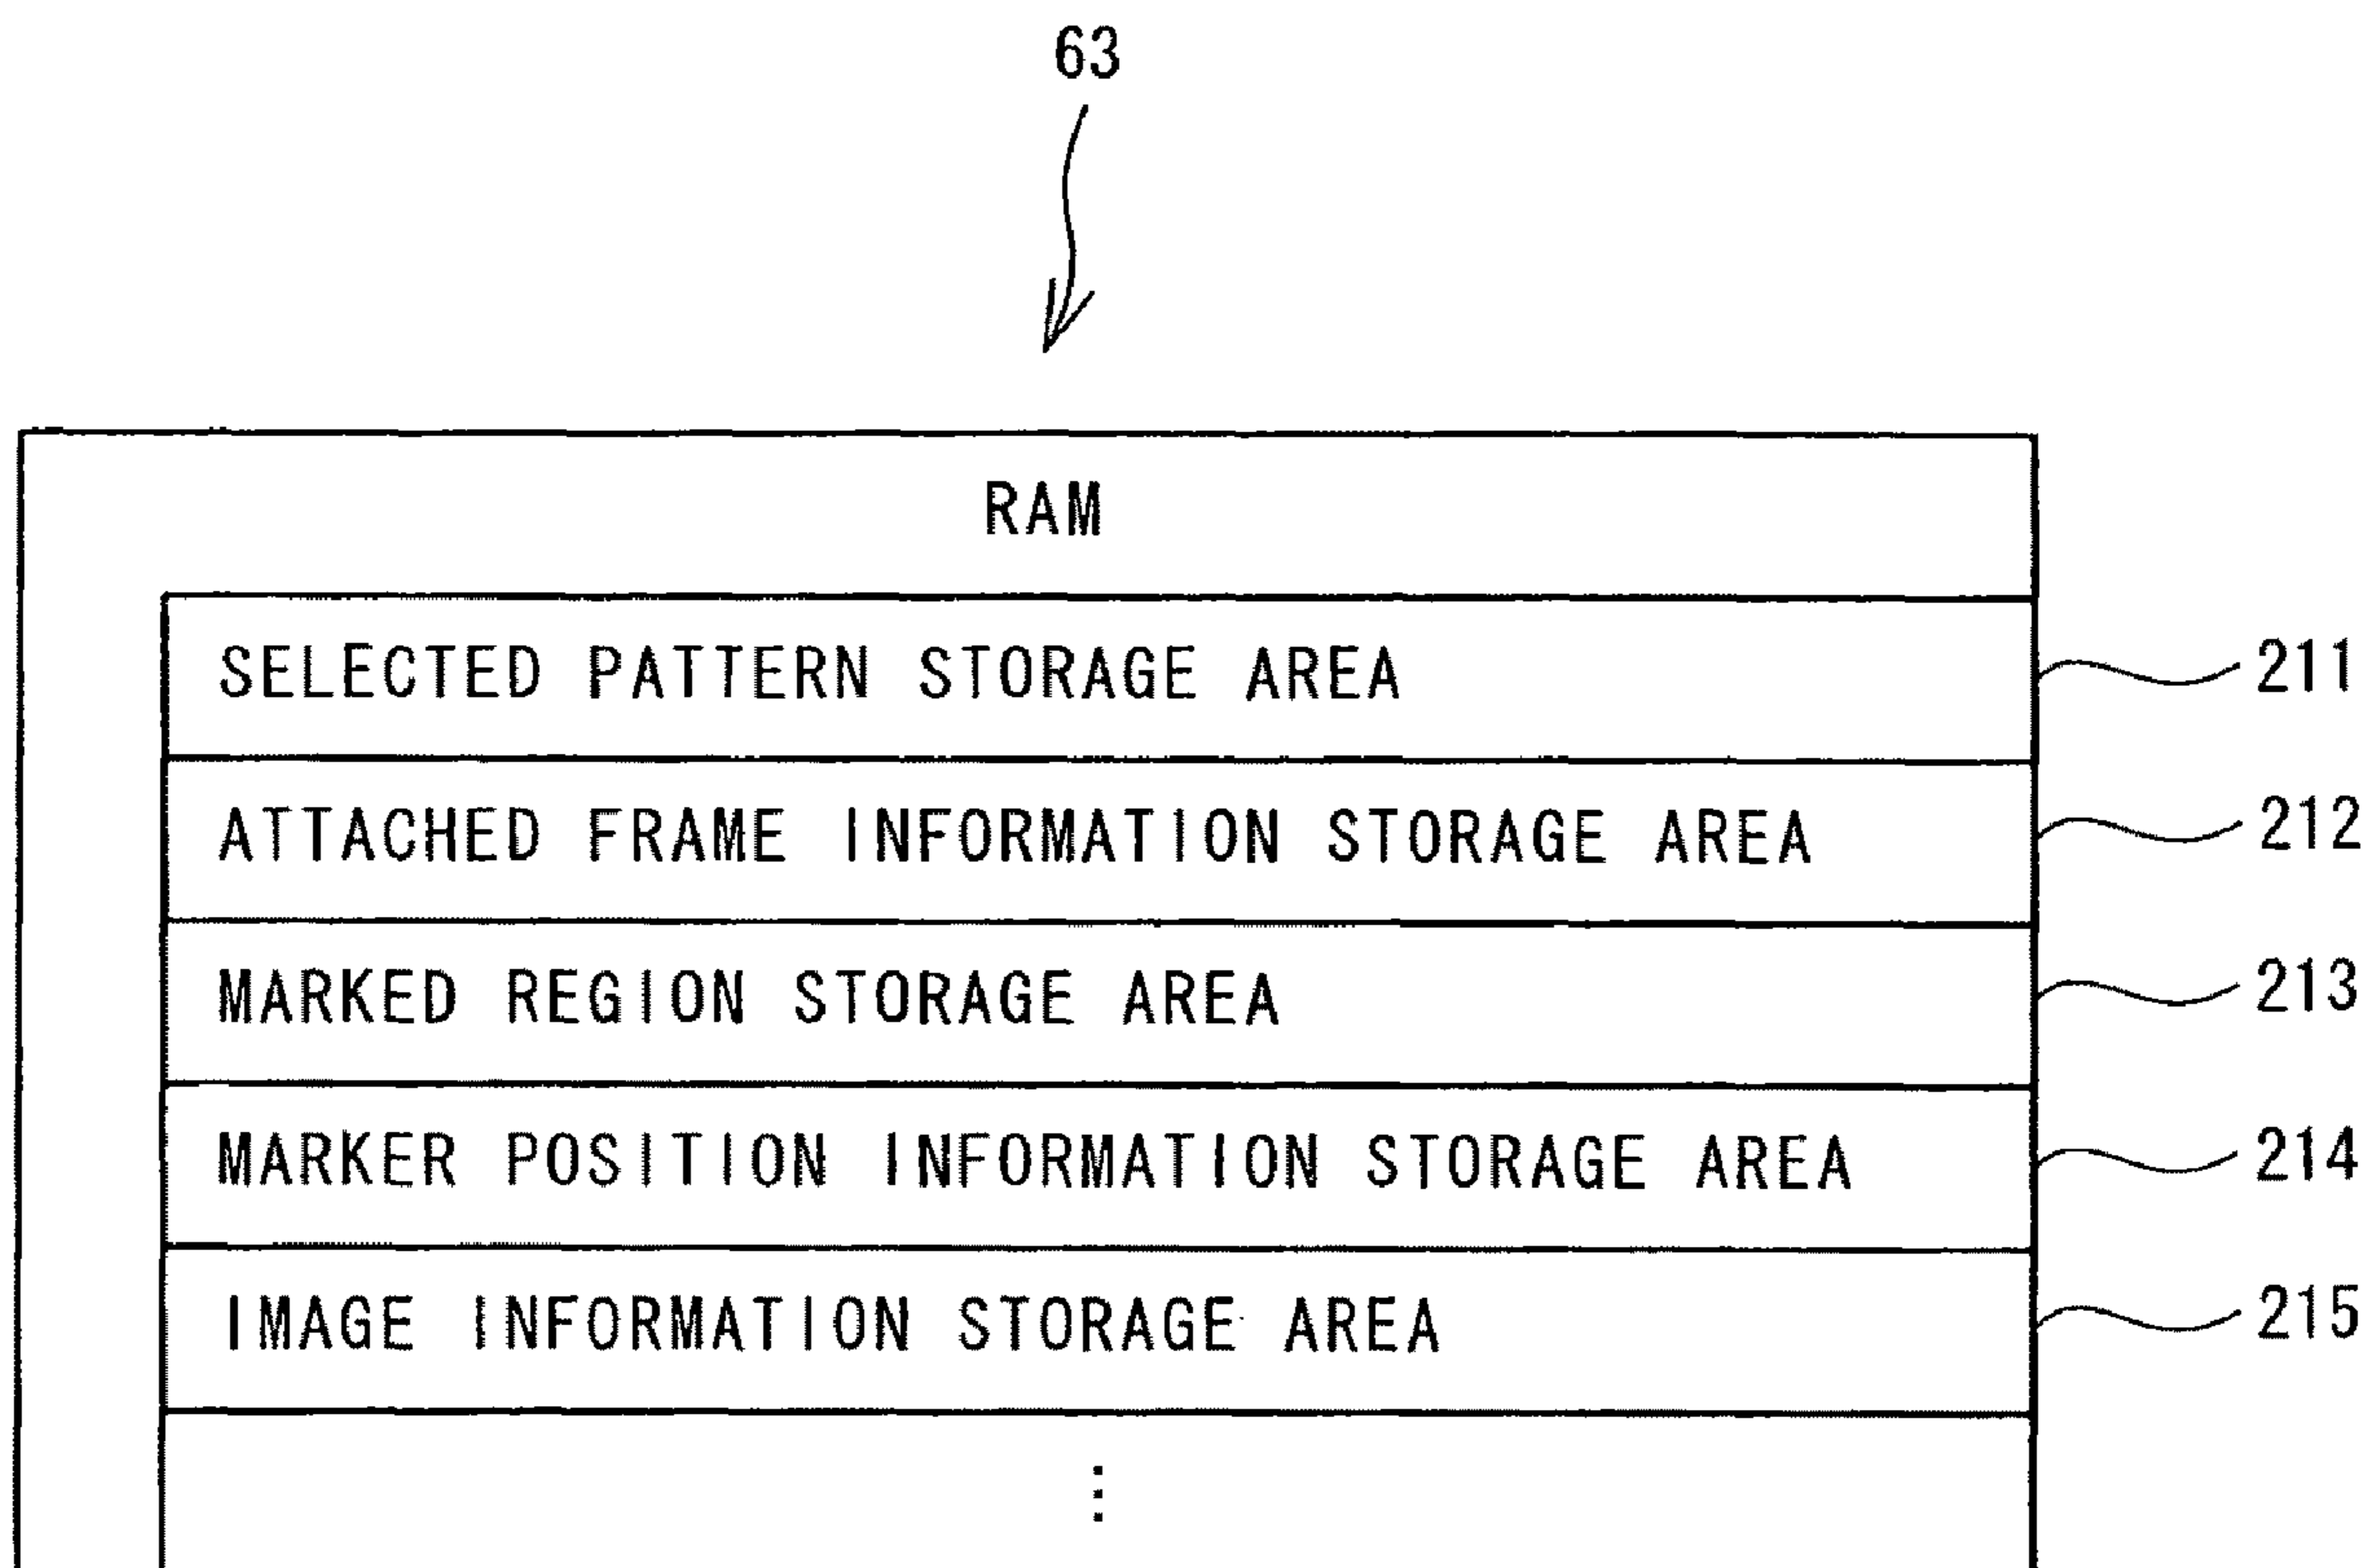 63
RAM
SELECTED PATTERN STORAGE AREA 211
ATTACHED FRAME INFORMATION STORAGE AREA 212
MARKED REGION STORAGE AREA 213
MARKER POSITION INFORMATION STORAGE AREA 214
IMAGE INFORMATION STORAGE AREA 215
⋮